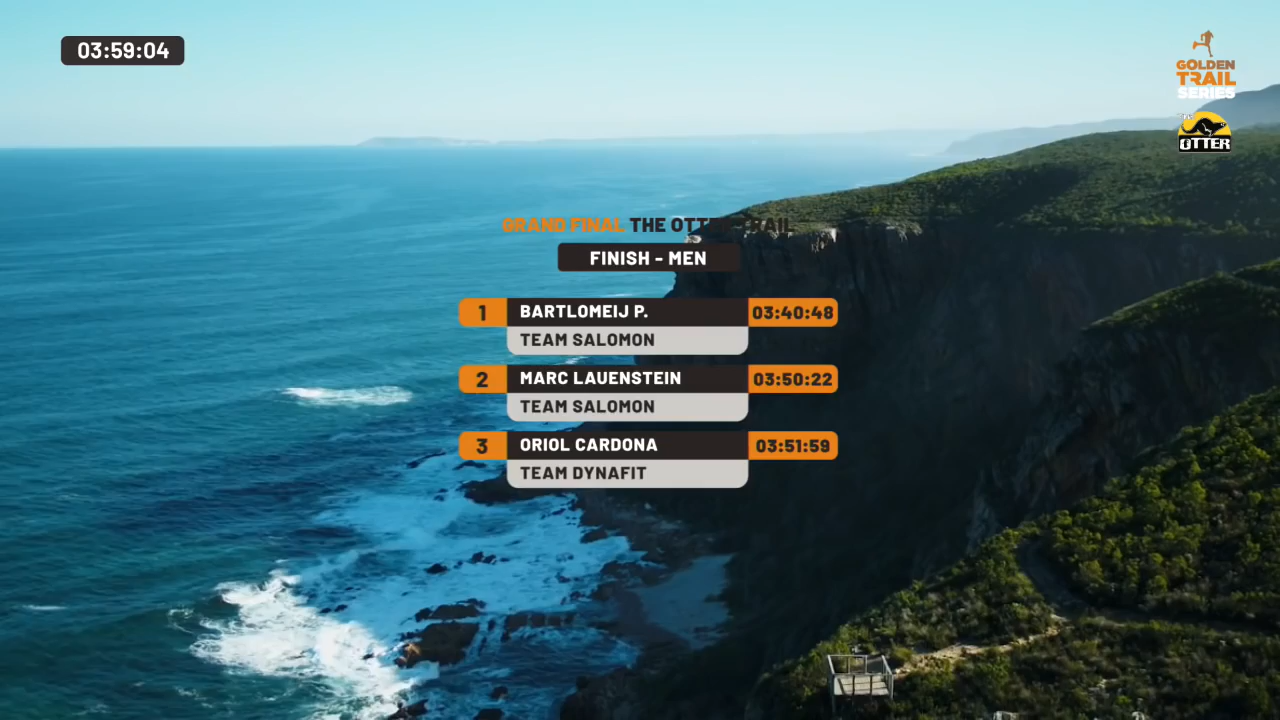 03:59:04
GOLDEN
TRAIL
SERIES
THE
OTTER
GRAND FINAL THE OTTER TRAIL
FINISH - MEN
1 BARTLOMEIJ P. 03:40:48
TEAM SALOMON
2 MARC LAUENSTEIN 03:50:22
TEAM SALOMON
3 ORIOL CARDONA 03:51:59
TEAM DYNAFIT